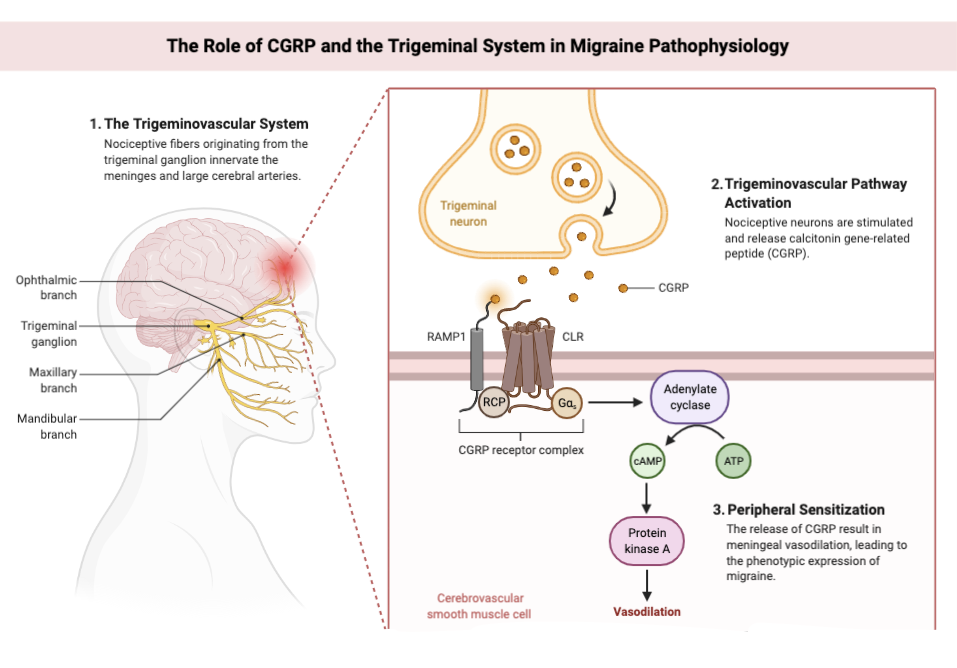 The Role of CGRP and the Trigeminal System in Migraine Pathophysiology
1. The Trigeminovascular System
Nociceptive fibers originating from the
trigeminal ganglion innervate the
meninges and large cerebral arteries.
Ophthalmic
branch
Trigeminal
ganglion
Maxillary
branch
Mandibular
branch
Trigeminal
neuron
2. Trigeminovascular Pathway
Activation
Nociceptive neurons are stimulated
and release calcitonin gene-related
peptide (CGRP).
CGRP
RAMP1
CLR
RCP
Gαs
CGRP receptor complex
Adenylate
cyclase
cAMP
ATP
Protein
kinase A
Vasodilation
3. Peripheral Sensitization
The release of CGRP result in
meningeal vasodilation, leading to
the phenotypic expression of
migraine.
Cerebrovascular
smooth muscle cell